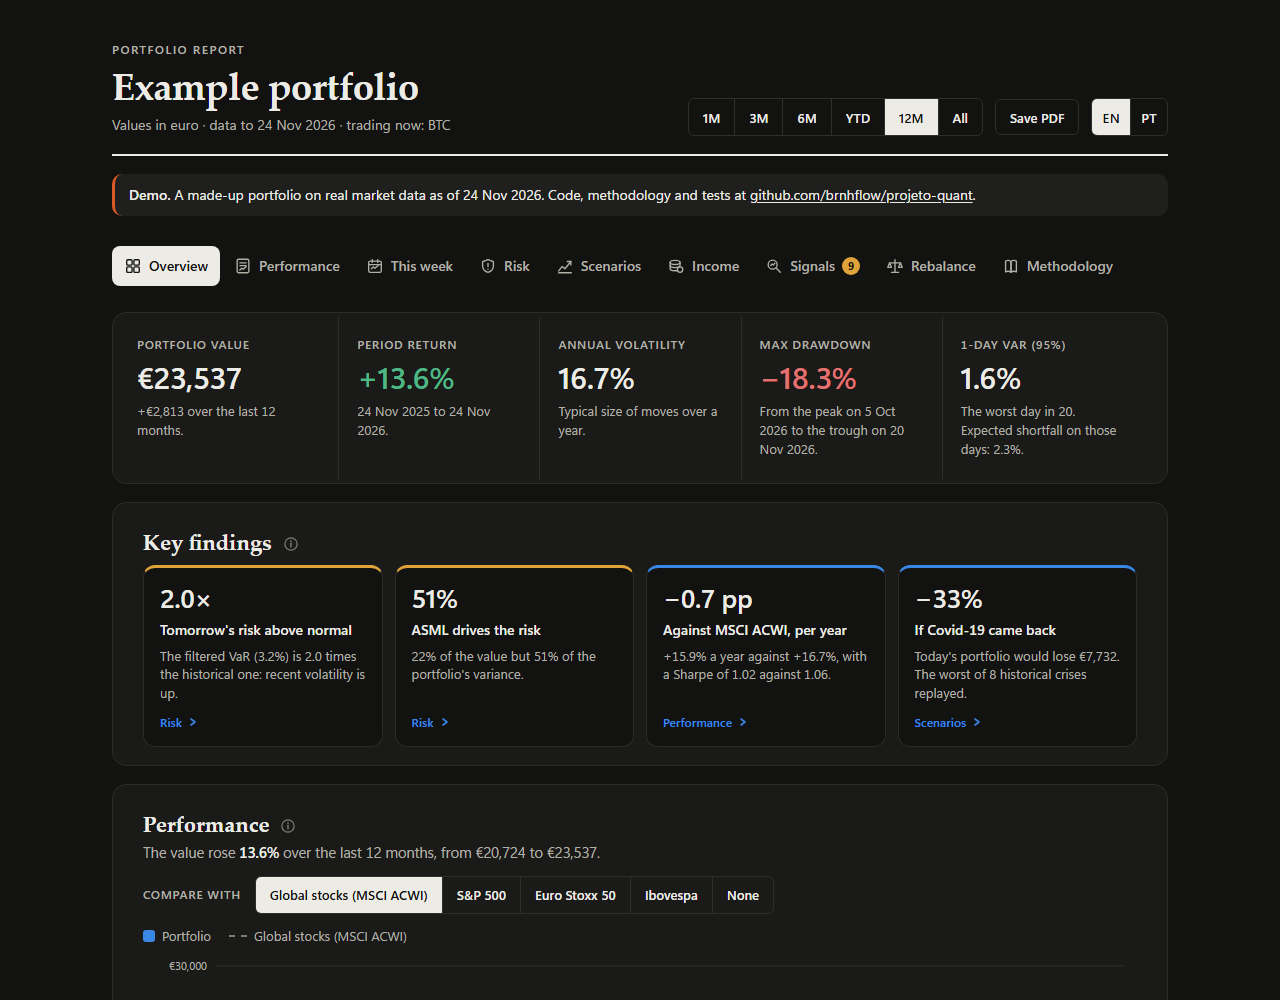 PORTFOLIO REPORT
Example portfolio
Values in euro · data to 24 Nov 2026 · trading now: BTC
1M 3M 6M YTD 12M All Save PDF EN PT
Demo. A made-up portfolio on real market data as of 24 Nov 2026. Code, methodology and tests at github.com/brnhflow/projeto-quant.
Overview Performance This week Risk Scenarios Income Signals 9 Rebalance Methodology
PORTFOLIO VALUE
€23,537
+€2,813 over the last 12
months.
PERIOD RETURN
+13.6%
24 Nov 2025 to 24 Nov
2026.
ANNUAL VOLATILITY
16.7%
Typical size of moves over a
year.
MAX DRAWDOWN
−18.3%
From the peak on 5 Oct
2026 to the trough on 20
Nov 2026.
1-DAY VAR (95%)
1.6%
The worst day in 20.
Expected shortfall on those
days: 2.3%.
Key findings
2.0×
Tomorrow's risk above normal
The filtered VaR (3.2%) is 2.0 times
the historical one: recent volatility is
up.
Risk
51%
ASML drives the risk
22% of the value but 51% of the
portfolio's variance.
Risk
−0.7 pp
Against MSCI ACWI, per year
+15.9% a year against +16.7%, with
a Sharpe of 1.02 against 1.06.
Performance
−33%
If Covid-19 came back
Today's portfolio would lose €7,732.
The worst of 8 historical crises
replayed.
Scenarios
Performance
The value rose 13.6% over the last 12 months, from €20,724 to €23,537.
COMPARE WITH Global stocks (MSCI ACWI) S&P 500 Euro Stoxx 50 Ibovespa None
Portfolio Global stocks (MSCI ACWI)
€30,000